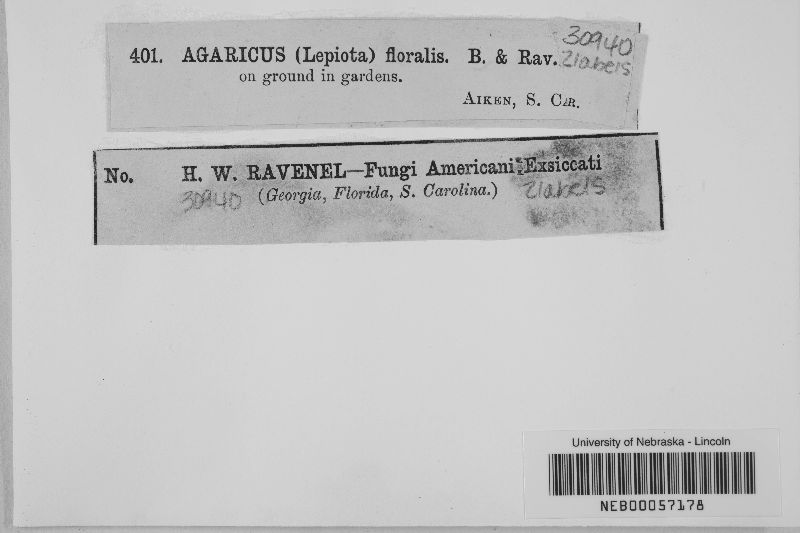 401. AGARICUS (Lepiota) floralis. B. & Rav. 30940
on ground in gardens. 2labels
AIKEN, S. CAR.
No. H. W. RAVENEL—Fungi Americani Exsiccati
30940 (Georgia, Florida, S. Carolina.) 2labels
University of Nebraska - Lincoln
NEB00057178